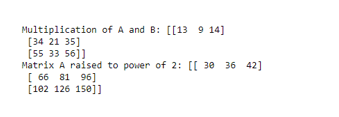 Multiplication of A and B: [[13  9 14]
 [34 21 35]
 [55 33 56]]
Matrix A raised to power of 2: [[ 30  36  42]
 [ 66  81  96]
 [102 126 150]]